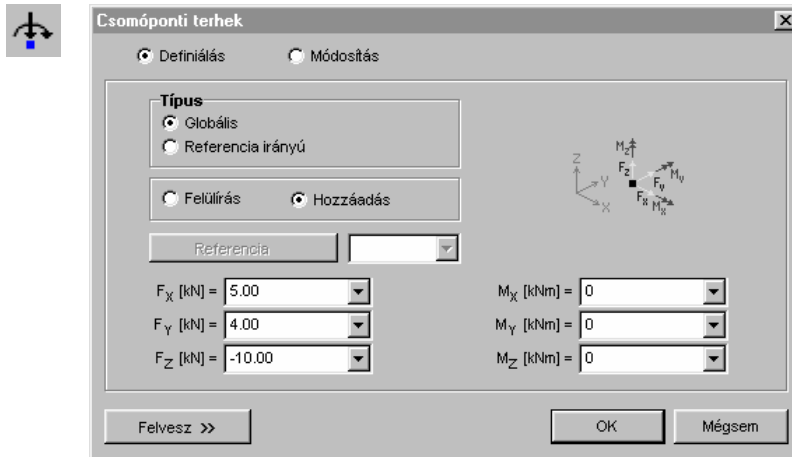 Csomóponti terhek
Definiálás Módosítás
Típus
Globális
Referencia irányú
Felülírás Hozzáadás
Referencia
Z
Y
X
Mz
Fz
Fy
My
Fx
Mx
FX [kN] = 5.00
MX [kNm] = 0
FY [kN] = 4.00
MY [kNm] = 0
FZ [kN] = -10.00
MZ [kNm] = 0
Felvesz >>
OK
Mégsem